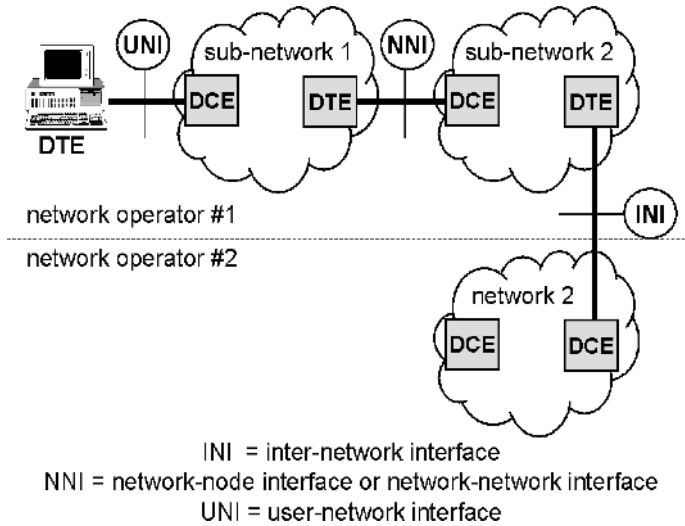 UNI
sub-network 1
NNI
sub-network 2
DCE
DTE
DCE
DTE
DTE
network operator #1
INI
network operator #2
network 2
DCE
DCE
INI = inter-network interface
NNI = network-node interface or network-network interface
UNI = user-network interface